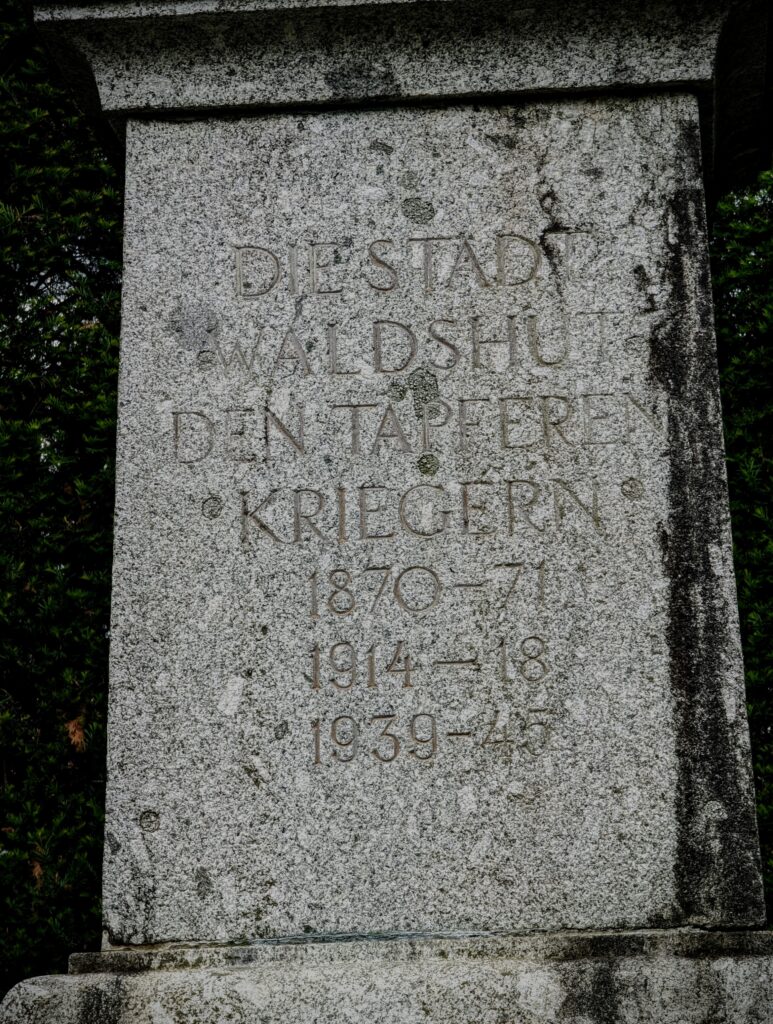 DIE STADT
WALDSHUT
DEN TAPFEREN
KRIEGERN
1870–71
1914–18
1939–45